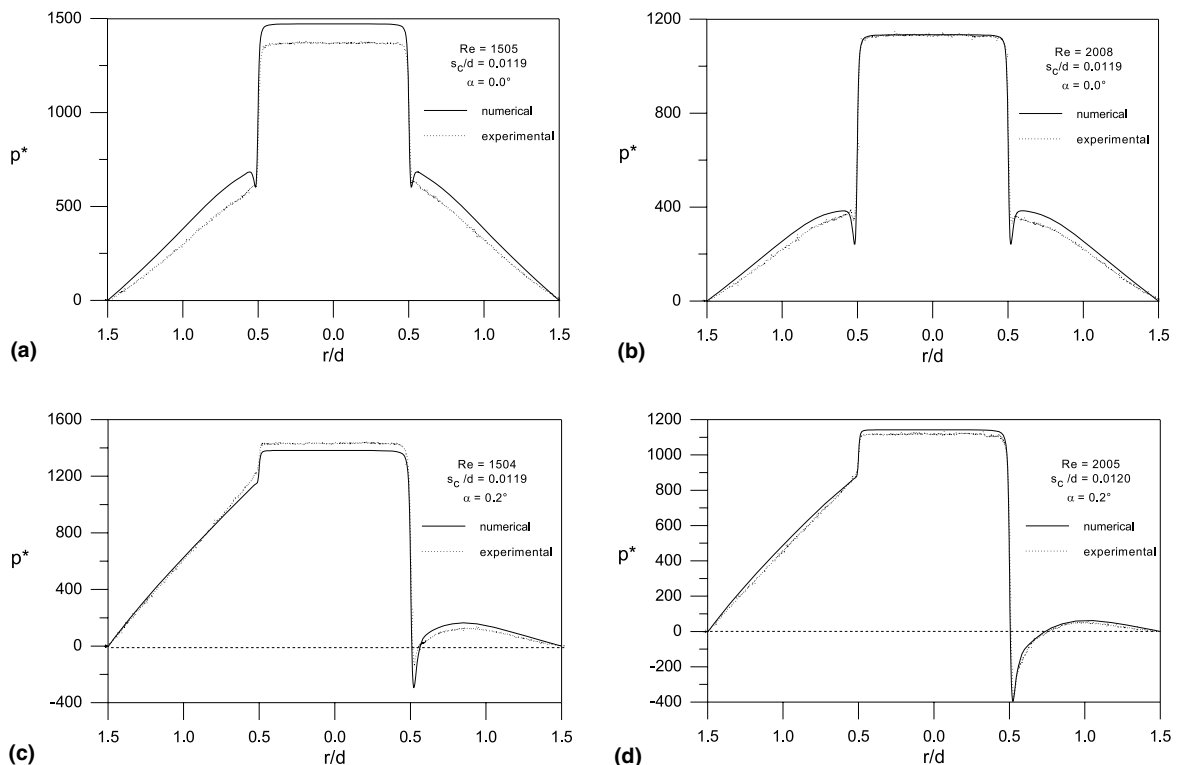 1500
1000
500
0
p*
Re = 1505
s_c/d = 0.0119
α = 0.0°
numerical
experimental
1.5 1.0 0.5 0.0 0.5 1.0 1.5
r/d
(a)
1200
800
400
0
p*
Re = 2008
s_c/d = 0.0119
α = 0.0°
numerical
experimental
1.5 1.0 0.5 0.0 0.5 1.0 1.5
r/d
(b)
1600
1200
800
400
0
-400
p*
Re = 1504
s_c/d = 0.0119
α = 0.2°
numerical
experimental
1.5 1.0 0.5 0.0 0.5 1.0 1.5
r/d
(c)
1200
1000
800
600
400
200
0
-200
-400
p*
Re = 2005
s_c/d = 0.0120
α = 0.2°
numerical
experimental
1.5 1.0 0.5 0.0 0.5 1.0 1.5
r/d
(d)